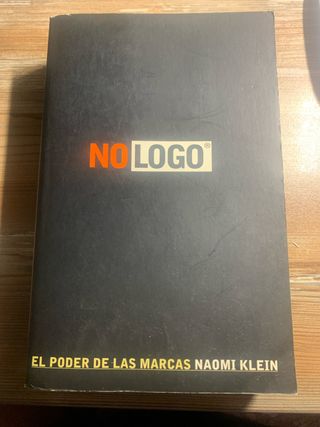 NO LOGO®
EL PODER DE LAS MARCAS NAOMI KLEIN